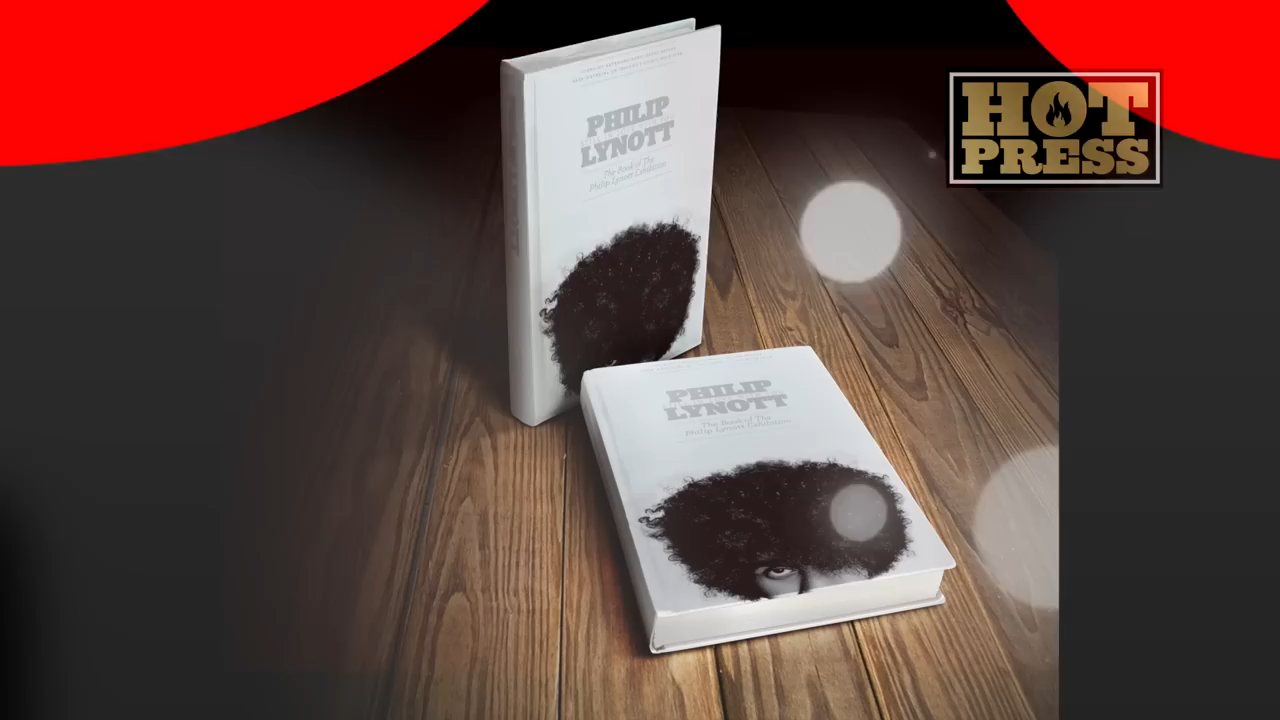 PHILIP
LYNOTT
The Book of The
Philip Lynott Exhibition
HOT
PRESS
PHILIP
LYNOTT
The Book of The
Philip Lynott Exhibition